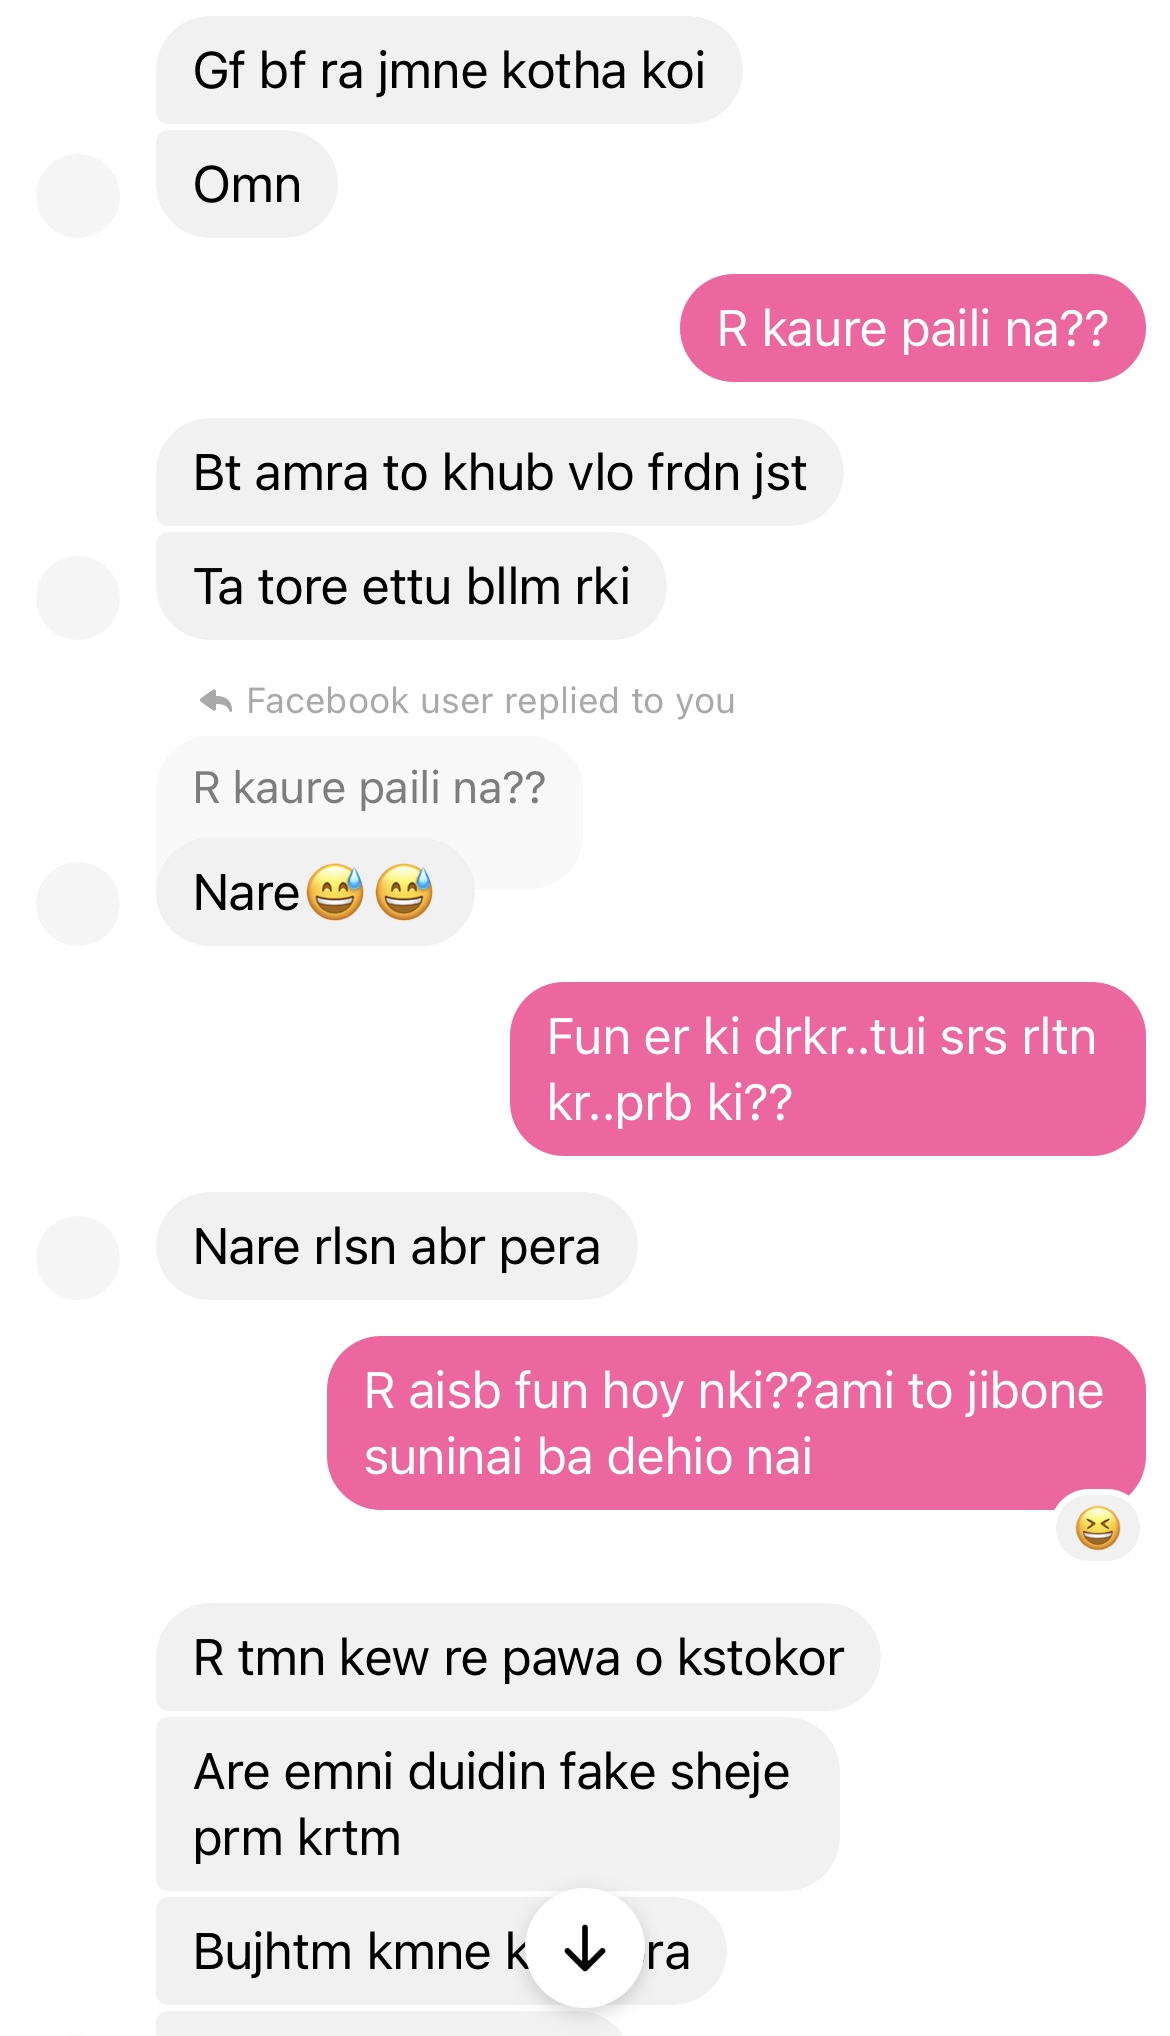 Gf bf ra jmne kotha koi
Omn
R kaure paili na??
Bt amra to khub vlo frdn jst
Ta tore ettu bllm rki
Facebook user replied to you
R kaure paili na??
Nare😅😅
Fun er ki drkr..tui srs rltn
kr..prb ki??
Nare rlsn abr pera
R aisb fun hoy nki??ami to jibone
suninai ba dehio nai
R tmn kew re pawa o kstokor
Are emni duidin fake sheje
prm krtm
Bujhtm kmne